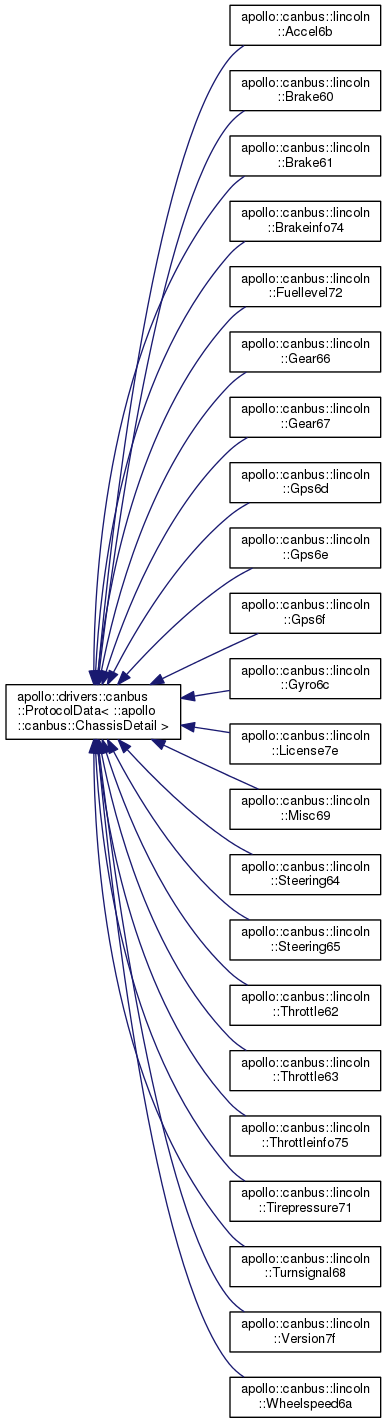 apollo::canbus::lincoln
::Accel6b
apollo::canbus::lincoln
::Brake60
apollo::canbus::lincoln
::Brake61
apollo::canbus::lincoln
::Brakeinfo74
apollo::canbus::lincoln
::Fuellevel72
apollo::canbus::lincoln
::Gear66
apollo::canbus::lincoln
::Gear67
apollo::canbus::lincoln
::Gps6d
apollo::canbus::lincoln
::Gps6e
apollo::canbus::lincoln
::Gps6f
apollo::canbus::lincoln
::Gyro6c
apollo::drivers::canbus
::ProtocolData< ::apollo
::canbus::ChassisDetail >
apollo::canbus::lincoln
::License7e
apollo::canbus::lincoln
::Misc69
apollo::canbus::lincoln
::Steering64
apollo::canbus::lincoln
::Steering65
apollo::canbus::lincoln
::Throttle62
apollo::canbus::lincoln
::Throttle63
apollo::canbus::lincoln
::Throttleinfo75
apollo::canbus::lincoln
::Tirepressure71
apollo::canbus::lincoln
::Turnsignal68
apollo::canbus::lincoln
::Version7f
apollo::canbus::lincoln
::Wheelspeed6a